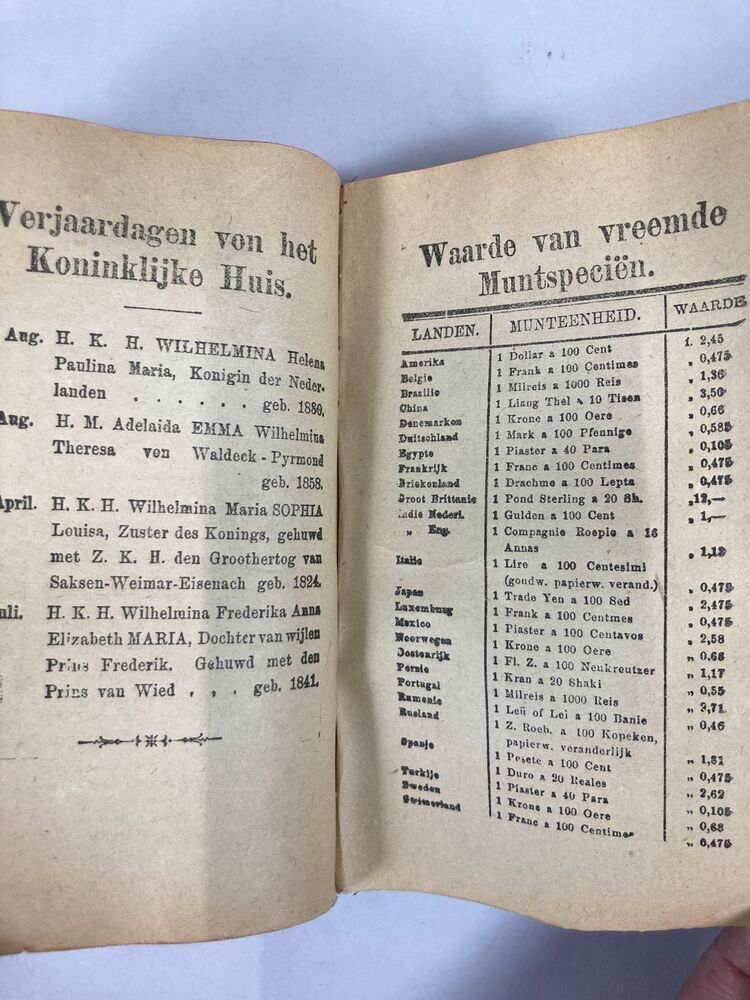 Verjaardagen von het
Koninklijke Huis.
Aug. H. K. H. WILHELMINA Helena
Paulina Maria, Konigin der Neder-
landen . . . . . . geb. 1880.
Aug. H. M. Adelaida EMMA Wilhelmina
Theresa von Waldeck - Pyrmond
geb. 1858.
April. H. K. H. Wilhelmina Maria SOPHIA
Louisa, Zuster des Konings, gehuwd
met Z. K. H. den Groothertog van
Saksen-Weimar-Eisenach geb. 1824.
uli. H. K. H. Wilhelmina Frederika Anna
Elizabeth MARIA, Dochter van wijlen
Prins Frederik. Gehuwd met den
Prins van Wied . . . geb. 1841.
Waarde van vreemde
Muntspeciën.
LANDEN. MUNTEENHEID. WAARDE
Amerika 1 Dollar a 100 Cent f. 2,45
Belgie 1 Frank a 100 Centimes „ 0,475
Brasilie 1 Milreis a 1000 Reis „ 1,36
China 1 Liang Thel a 10 Tisen „ 3,50
Denemarken 1 Krone a 100 Oere „ 0,66
Duitschland 1 Mark a 100 Pfennige „ 0,585
Egypte 1 Piaster a 40 Para „ 0,105
Frankrijk 1 Franc a 100 Centimes „ 0,475
Griekenland 1 Drachme a 100 Lepta „ 0,475
Groot Brittanie 1 Pond Sterling a 20 Sh. „12,—
Indie Nederl. 1 Gulden a 100 Cent „ 1,—
„ Eng. 1 Compagnie Roepie a 16
Annas „ 1,13
Italie 1 Lire a 100 Centesimi
(goudw. papierw. verand.) „ 0,475
Japan 1 Trade Yen a 100 Sed „ 2,475
Luxemburg 1 Frank a 100 Centmes „ 0,475
Mexico 1 Piaster a 100 Centavos „ 2,58
Noorwegen 1 Krone a 100 Oere „ 0.66
Oostenrijk 1 Fl. Z. a 100 Neukreutzer „ 1,17
Persie 1 Kran a 20 Shaki „ 0,55
Portugal 1 Milreis a 1000 Reis „ 3,71
Rumenie 1 Leü of Leì a 100 Banie „ 0,46
Rusland 1 Z. Roeb. a 100 Kopeken,
papierw. veranderlijk „ 1,81
Spanje 1 Pesete a 100 Cent „ 0,475
1 Duro a 20 Reales „ 2,62
Turkije 1 Piaster a 40 Para „ 0,105
Sweden 1 Krone a 100 Oere „ 0,68
Switserland 1 Franc a 100 Centimes „ 0,475